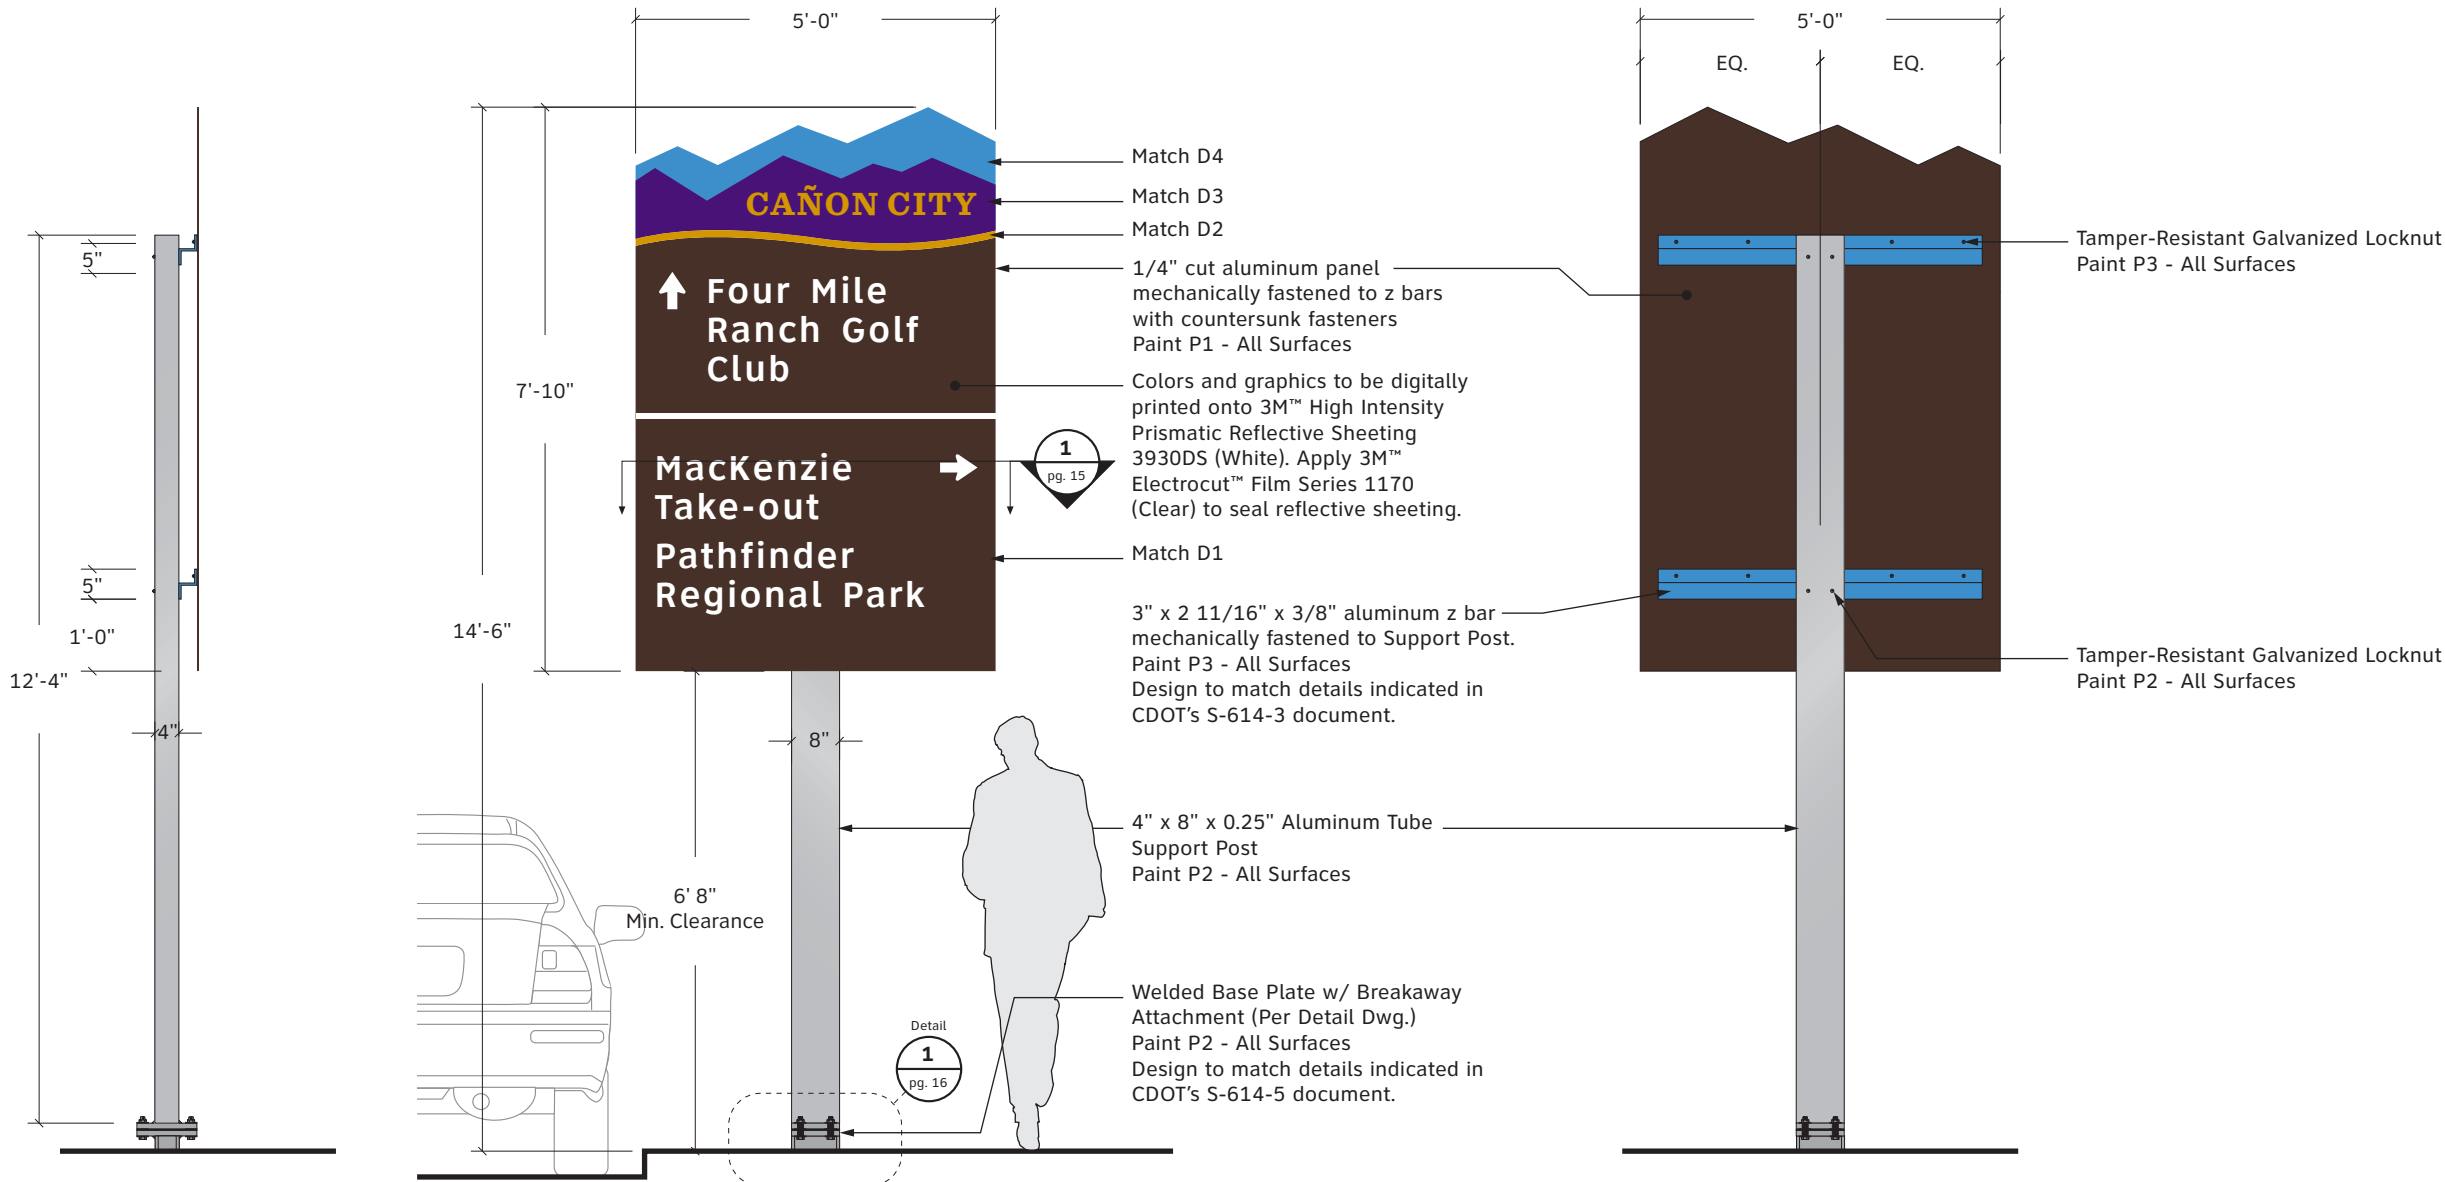 5"
5"
1'-0"
12'-4"
4"
5'-0"
7'-10"
14'-6"
CAÑON CITY
Four Mile
Ranch Golf
Club
MacKenzie
Take-out
Pathfinder
Regional Park
8"
6' 8"
Min. Clearance
1
pg. 15
Detail
1
pg. 16
Match D4
Match D3
Match D2
1/4" cut aluminum panel
mechanically fastened to z bars
with countersunk fasteners
Paint P1 - All Surfaces
Colors and graphics to be digitally
printed onto 3M™ High Intensity
Prismatic Reflective Sheeting
3930DS (White). Apply 3M™
Electrocut™ Film Series 1170
(Clear) to seal reflective sheeting.
Match D1
3" x 2 11/16" x 3/8" aluminum z bar
mechanically fastened to Support Post.
Paint P3 - All Surfaces
Design to match details indicated in
CDOT's S-614-3 document.
4" x 8" x 0.25" Aluminum Tube
Support Post
Paint P2 - All Surfaces
Welded Base Plate w/ Breakaway
Attachment (Per Detail Dwg.)
Paint P2 - All Surfaces
Design to match details indicated in
CDOT's S-614-5 document.
5'-0"
EQ.
EQ.
Tamper-Resistant Galvanized Locknut
Paint P3 - All Surfaces
Tamper-Resistant Galvanized Locknut
Paint P2 - All Surfaces